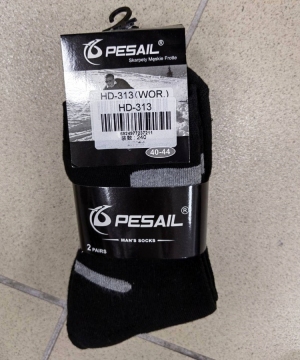 PESAIL®
Skarpety Męskie Frotte
HD-313(WOR.)
HD-313
40-44
PESAIL®
MAN'S SOCKS
2 PAIRS